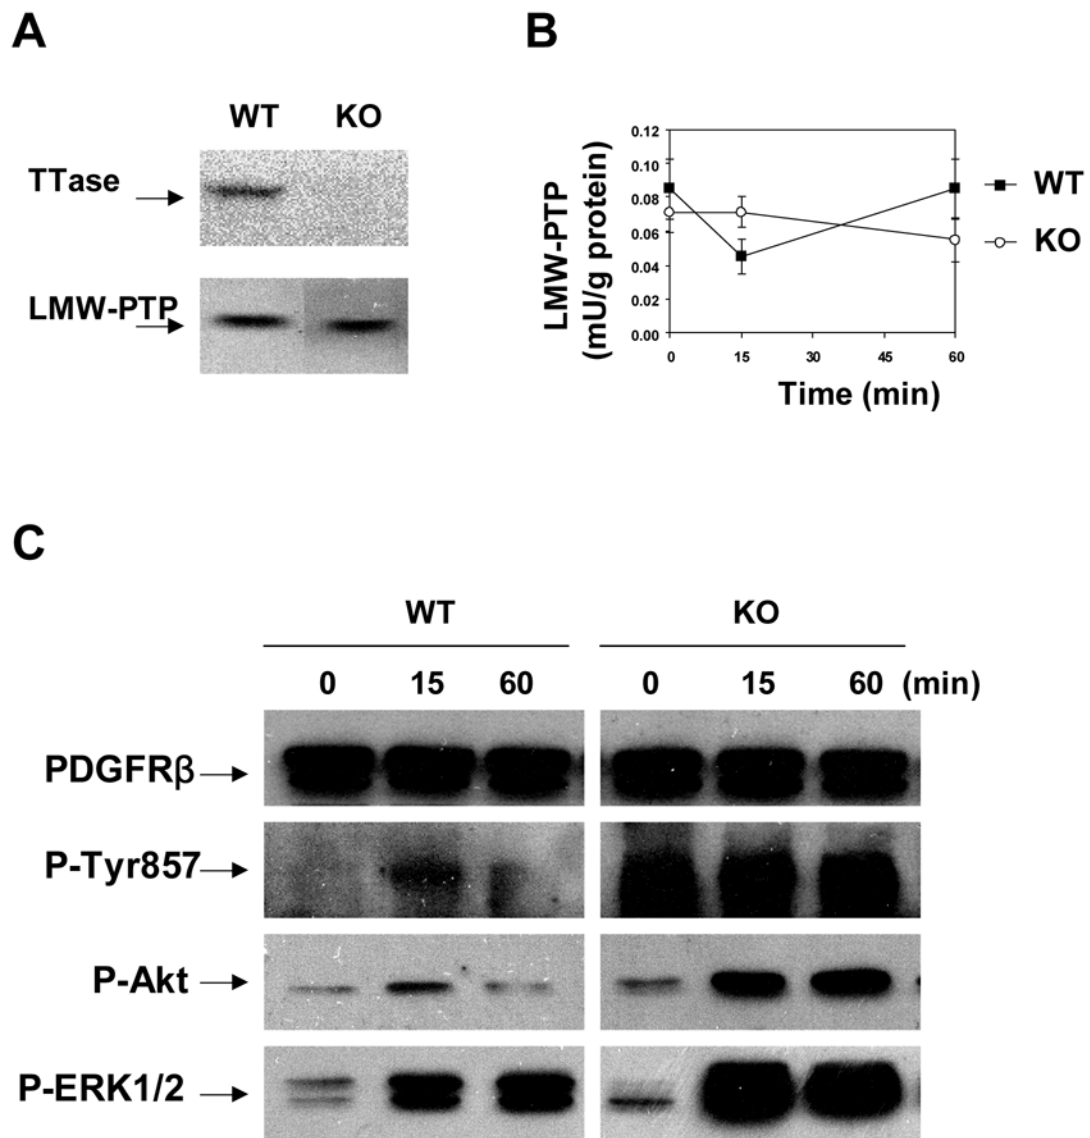 A
WT KO
TTase
LMW-PTP
B
LMW-PTP
(mU/g protein)
0.12
0.10
0.08
0.06
0.04
0.02
0.00
0 15 30 45 60
Time (min)
WT
KO
C
WT KO
0 15 60 0 15 60 (min)
PDGFRβ
P-Tyr857
P-Akt
P-ERK1/2